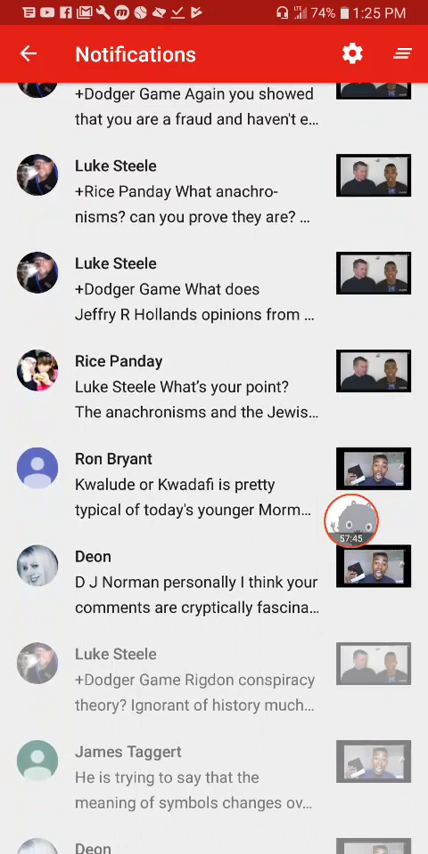 74% 1:25 PM
Notifications
+Dodger Game Again you showed
that you are a fraud and haven't e...
Luke Steele
+Rice Panday What anachro-
nisms? can you prove they are? ...
Luke Steele
+Dodger Game What does
Jeffry R Hollands opinions from ...
Rice Panday
Luke Steele What's your point?
The anachronisms and the Jewis...
Ron Bryant
Kwalude or Kwadafi is pretty
typical of today's younger Morm...
57:45
Deon
D J Norman personally I think your
comments are cryptically fascina...
Luke Steele
+Dodger Game Rigdon conspiracy
theory? Ignorant of history much...
James Taggert
He is trying to say that the
meaning of symbols changes ov...
Deon